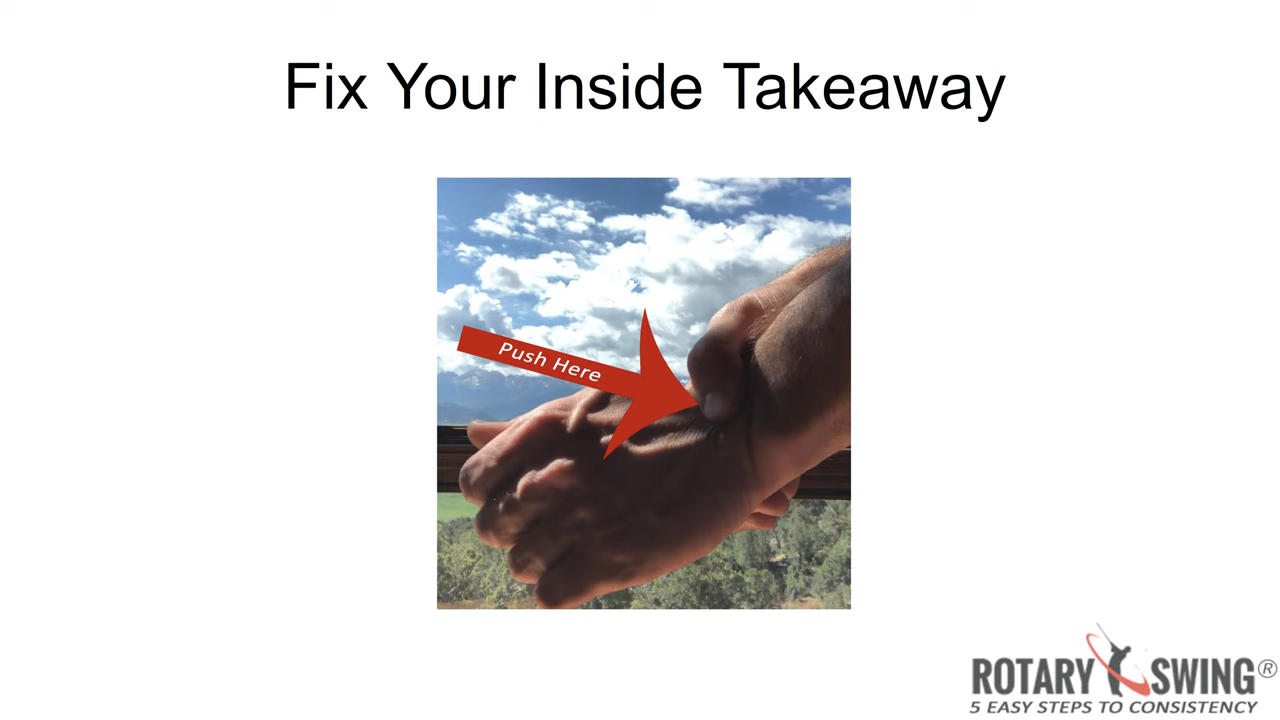 Fix Your Inside Takeaway
Push Here
ROTARY SWING®
5 EASY STEPS TO CONSISTENCY